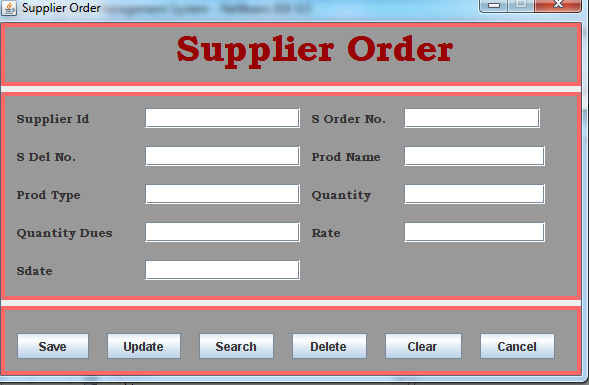 Supplier Order
Supplier Order
Supplier Id S Order No.
S Del No. Prod Name
Prod Type Quantity
Quantity Dues Rate
Sdate
Save Update Search Delete Clear Cancel